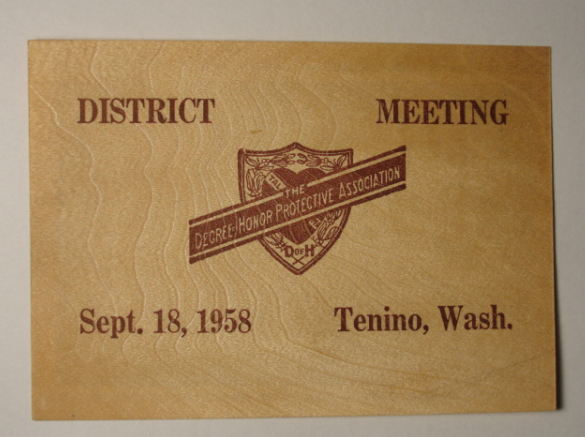 DISTRICT MEETING
THE
DEGREE OF HONOR PROTECTIVE ASSOCIATION
D OF H
Sept. 18, 1958 Tenino, Wash.